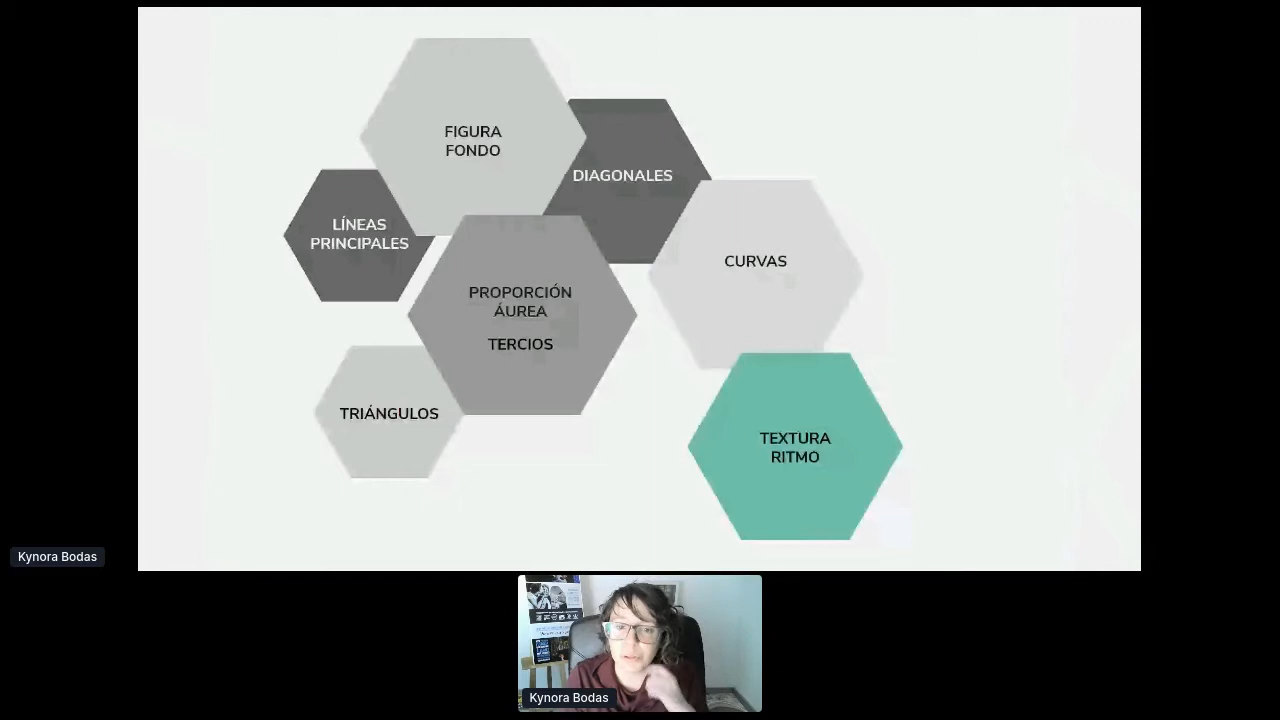 FIGURA
FONDO
DIAGONALES
LÍNEAS
PRINCIPALES
CURVAS
PROPORCIÓN
ÁUREA
TERCIOS
TRIÁNGULOS
TEXTURA
RITMO
Kynora Bodas
Kynora Bodas